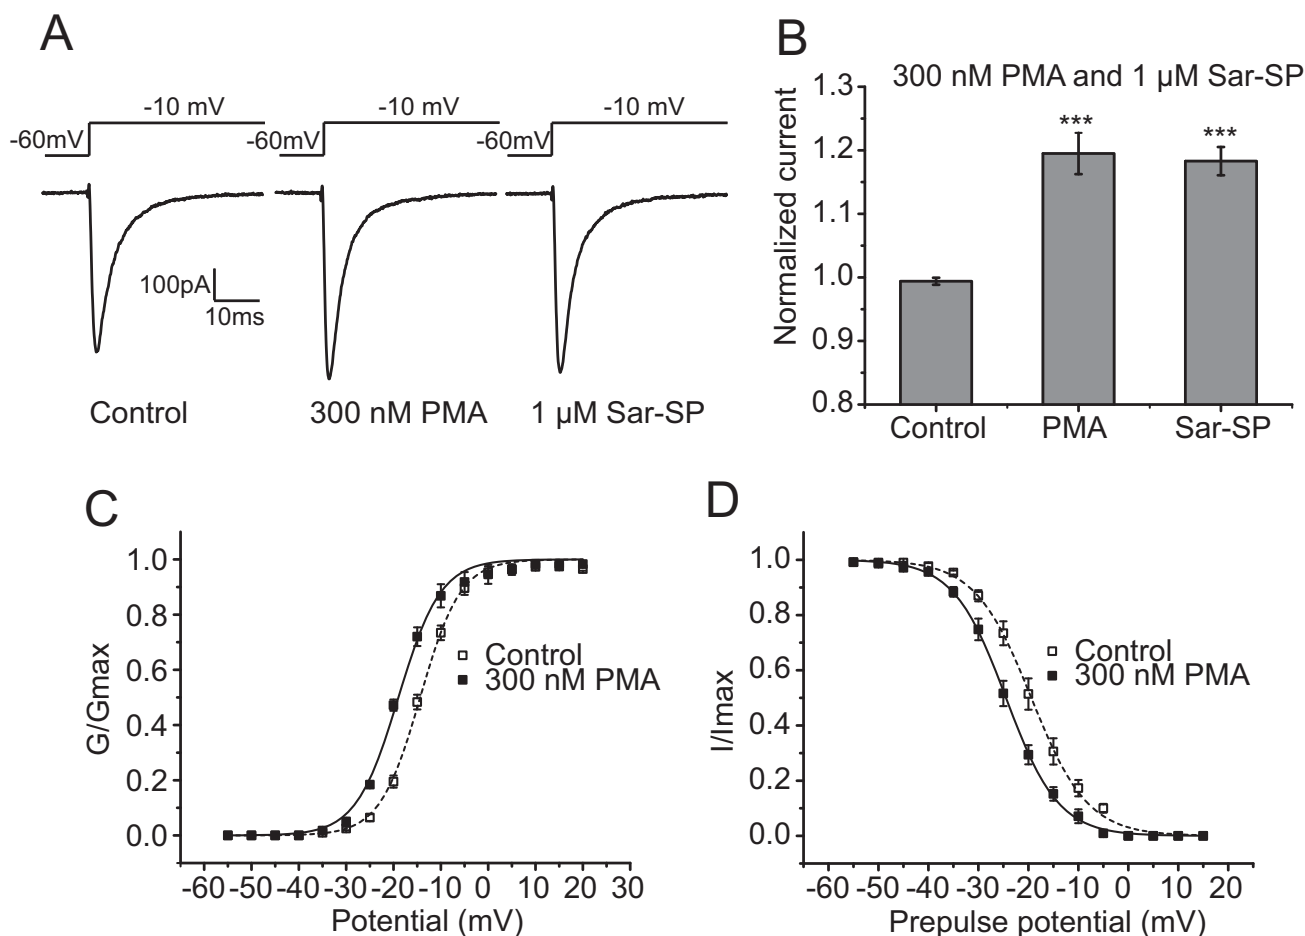 A
-10 mV
-10 mV
-10 mV
-60mV
-60mV
-60mV
100pA
10ms
Control
300 nM PMA
1 µM Sar-SP
B
300 nM PMA and 1 µM Sar-SP
Normalized current
1.3
1.2
1.1
1.0
0.9
0.8
***
***
Control
PMA
Sar-SP
C
G/Gmax
1.0
0.8
0.6
0.4
0.2
0.0
Control
300 nM PMA
-60 -50 -40 -30 -20 -10 0 10 20 30
Potential (mV)
D
I/Imax
1.0
0.8
0.6
0.4
0.2
0.0
Control
300 nM PMA
-60 -50 -40 -30 -20 -10 0 10 20
Prepulse potential (mV)